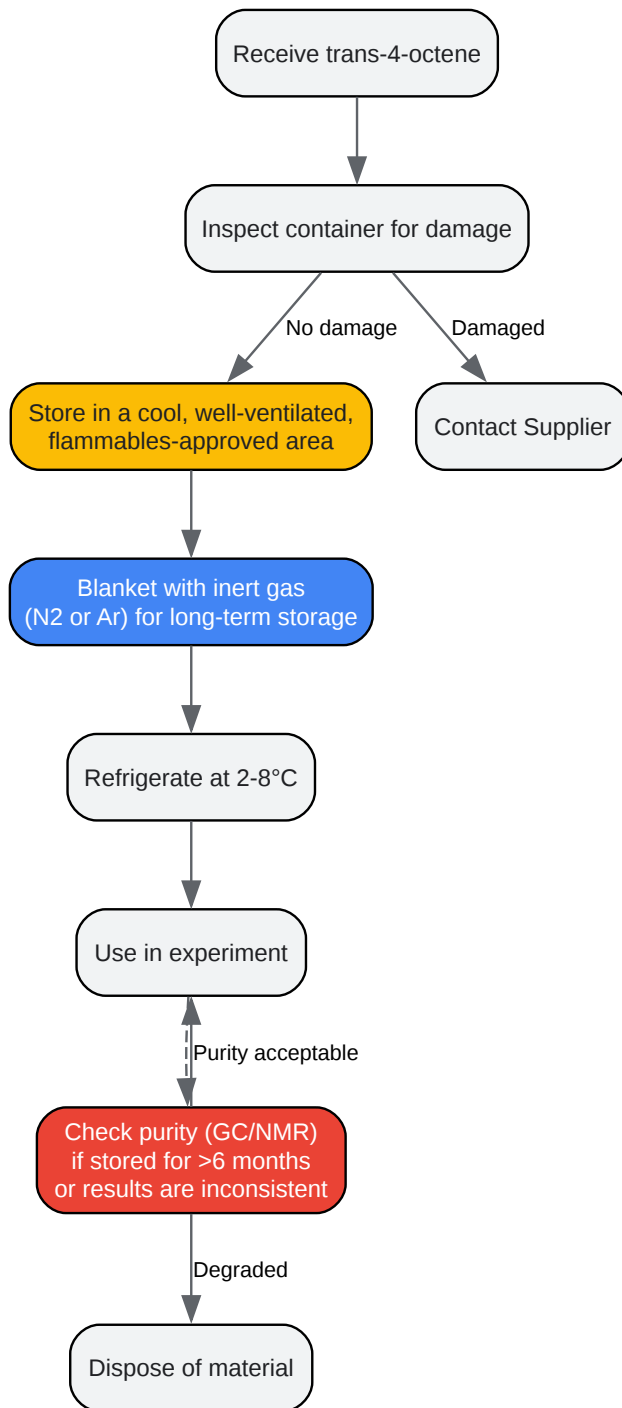 Receive trans-4-octene
Inspect container for damage
No damage
Damaged
Store in a cool, well-ventilated,
flammables-approved area
Contact Supplier
Blanket with inert gas
(N2 or Ar) for long-term storage
Refrigerate at 2-8°C
Use in experiment
Purity acceptable
Check purity (GC/NMR)
if stored for >6 months
or results are inconsistent
Degraded
Dispose of material